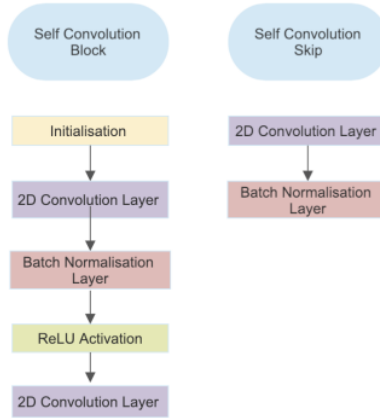 Self Convolution
Block
Initialisation
2D Convolution Layer
Batch Normalisation
Layer
ReLU Activation
2D Convolution Layer
Self Convolution
Skip
2D Convolution Layer
Batch Normalisation
Layer